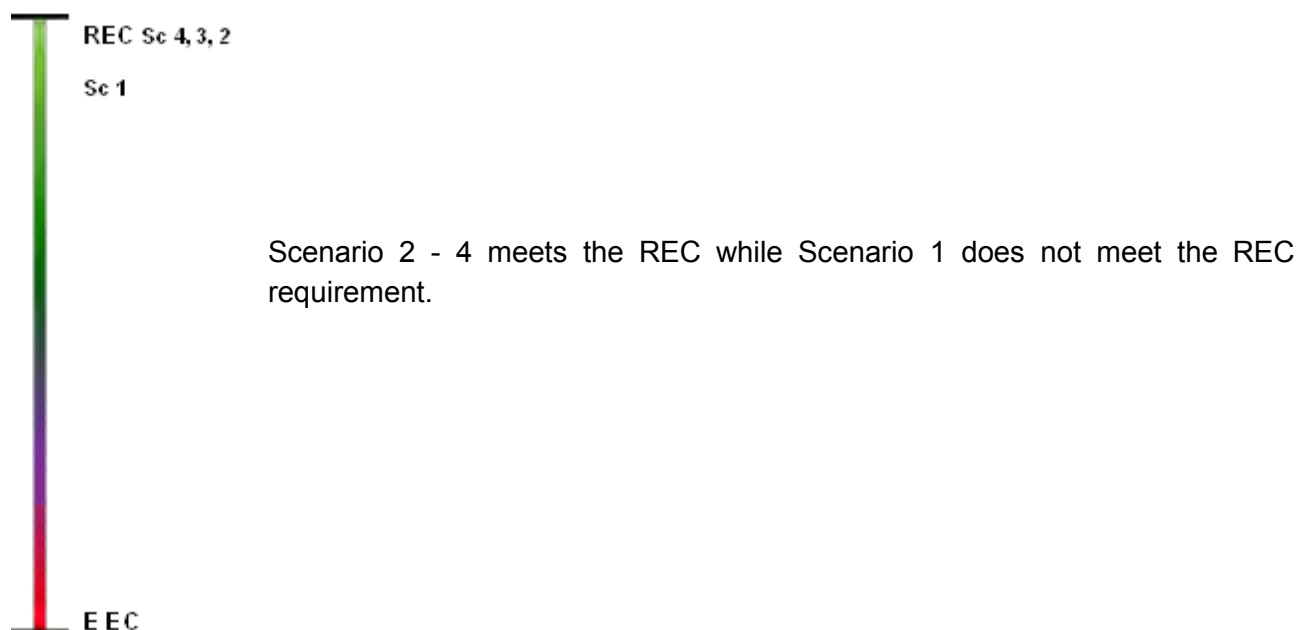 REC Sc 4, 3, 2
Sc 1
Scenario 2 - 4 meets the REC while Scenario 1 does not meet the REC
requirement.
E EC